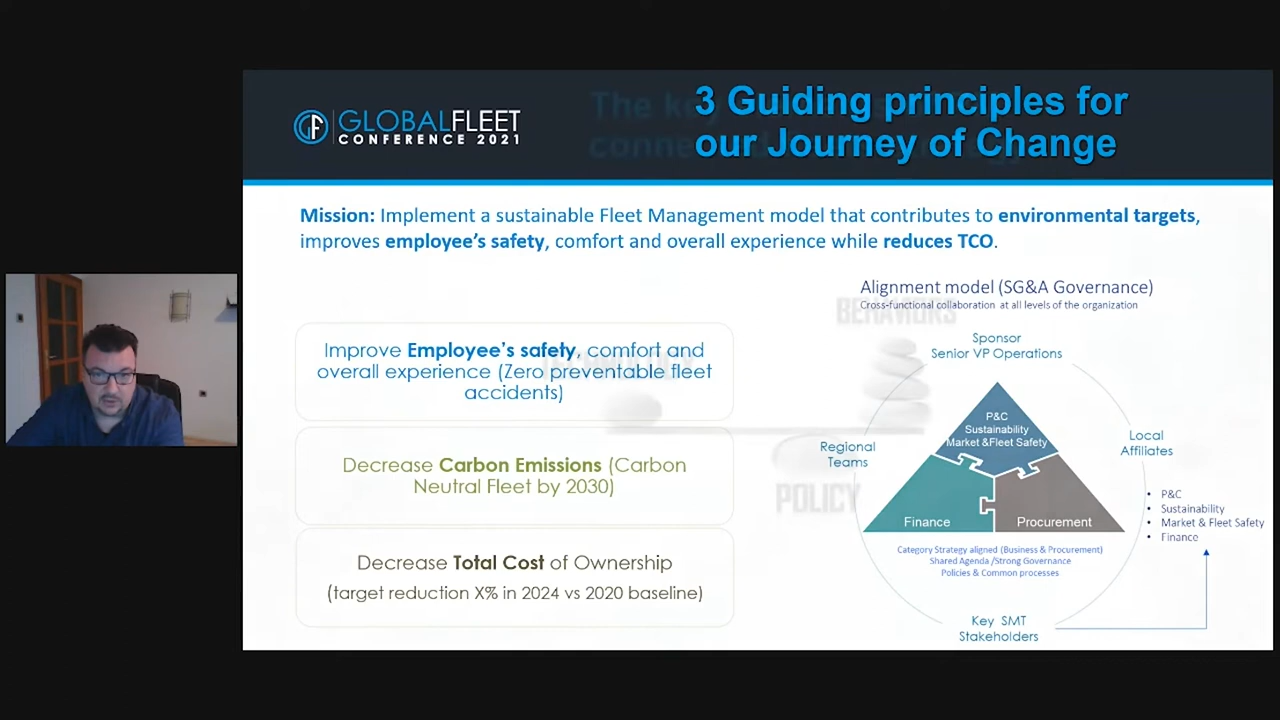 GLOBALFLEET
CONFERENCE 2021
3 Guiding principles for
our Journey of Change
Mission: Implement a sustainable Fleet Management model that contributes to environmental targets,
improves employee's safety, comfort and overall experience while reduces TCO.
Improve Employee's safety, comfort and
overall experience (Zero preventable fleet
accidents)
Decrease Carbon Emissions (Carbon
Neutral Fleet by 2030)
Decrease Total Cost of Ownership
(target reduction X% in 2024 vs 2020 baseline)
Alignment model (SG&A Governance)
Cross-functional collaboration at all levels of the organization
BEHAVIORS
Sponsor
Senior VP Operations
P&C
Sustainability
Market &Fleet Safety
Regional
Teams
Local
Affiliates
POLICY
Finance
Procurement
• P&C
• Sustainability
• Market & Fleet Safety
• Finance
Category Strategy aligned (Business & Procurement)
Shared Agenda /Strong Governance
Policies & Common processes
Key SMT
Stakeholders